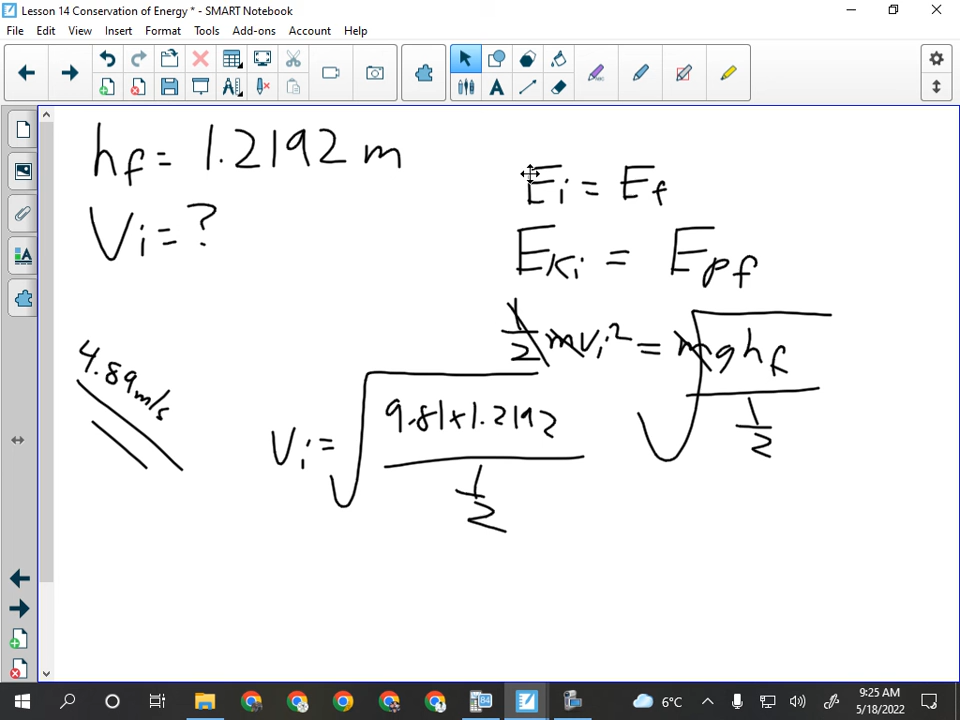 Lesson 14 Conservation of Energy * - SMART Notebook
File Edit View Insert Format Tools Add-ons Account Help
hf = 1.2192 m
Vi = ?
Ei = Ef
EKi = Epf
1/2 mvi² = mghf
1/2
4.89 m/s
Vi = √ 9.81 x 1.2192
1/2
6°C
9:25 AM
5/18/2022